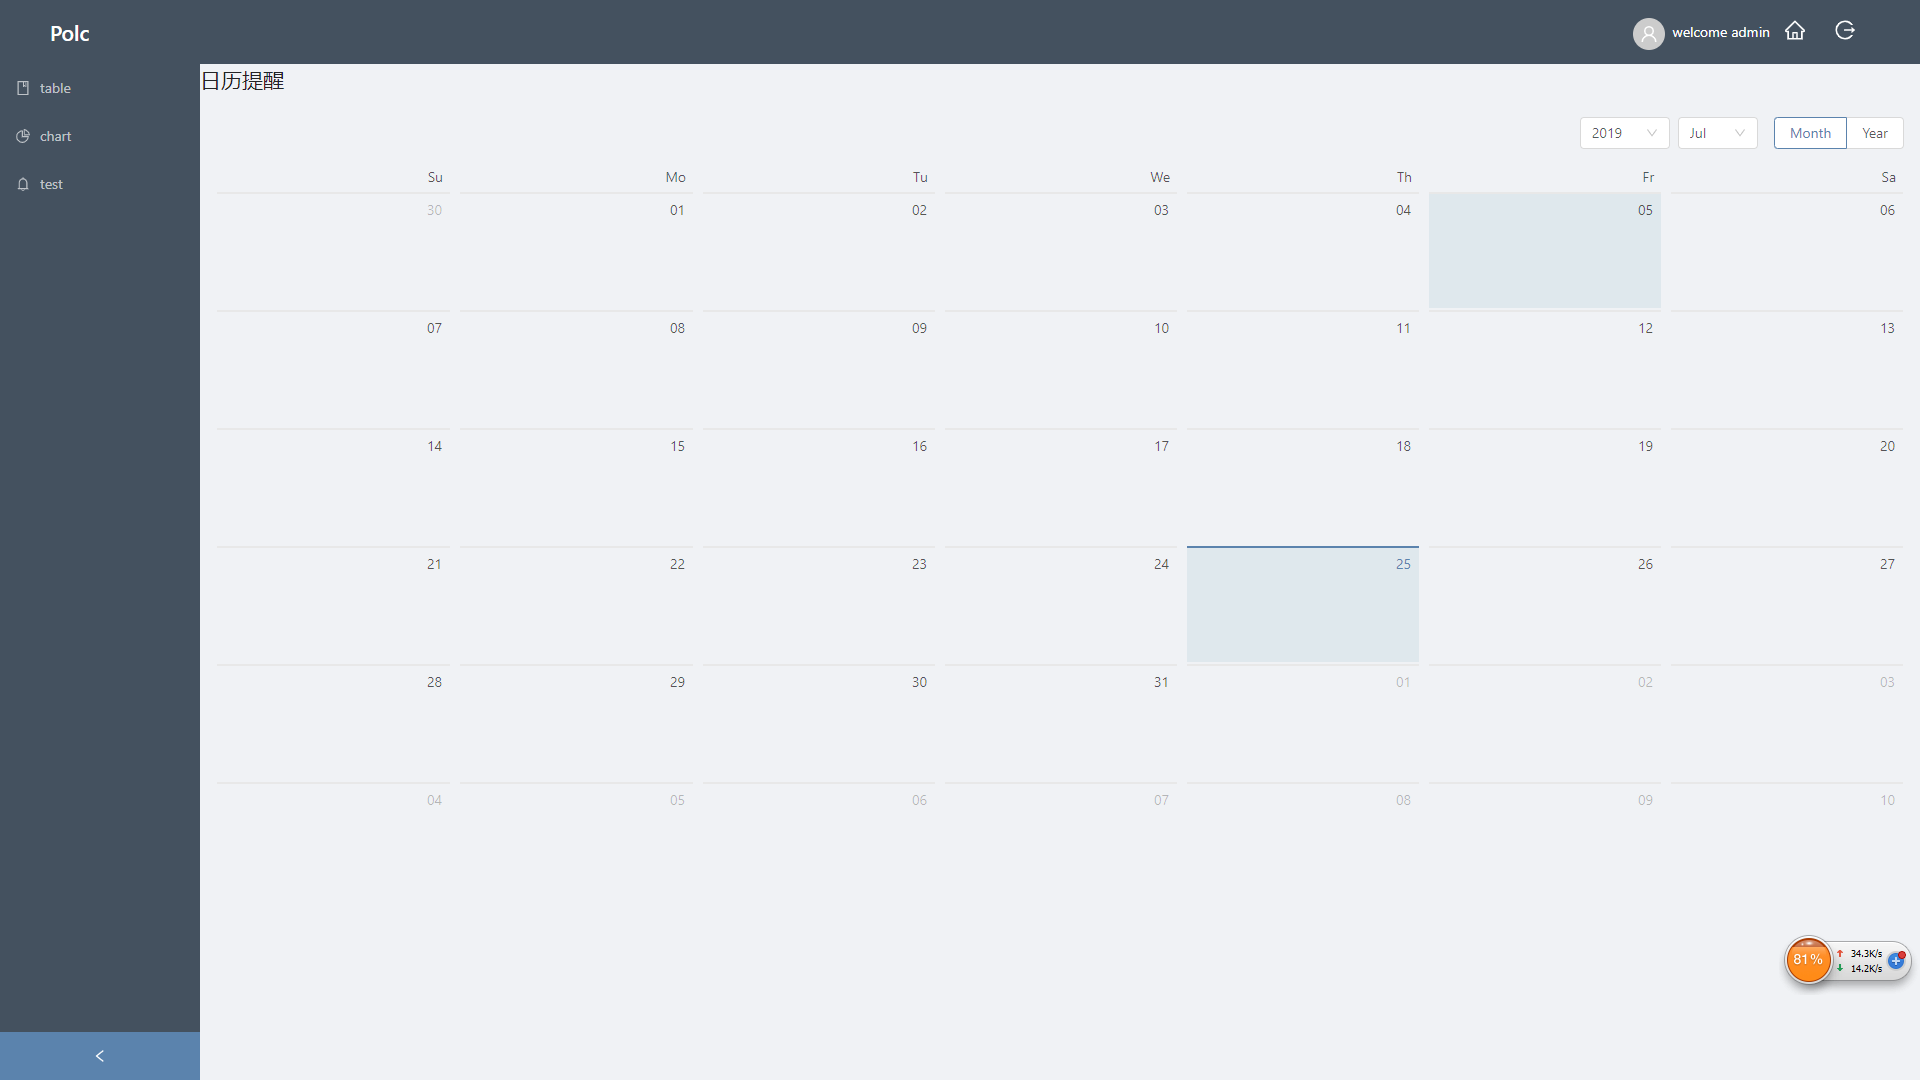 Polc
welcome admin
table
chart
test
日历提醒
2019 Jul Month Year
Su Mo Tu We Th Fr Sa
30 01 02 03 04 05 06
07 08 09 10 11 12 13
14 15 16 17 18 19 20
21 22 23 24 25 26 27
28 29 30 31 01 02 03
04 05 06 07 08 09 10
81%
34.3K/s
14.2K/s